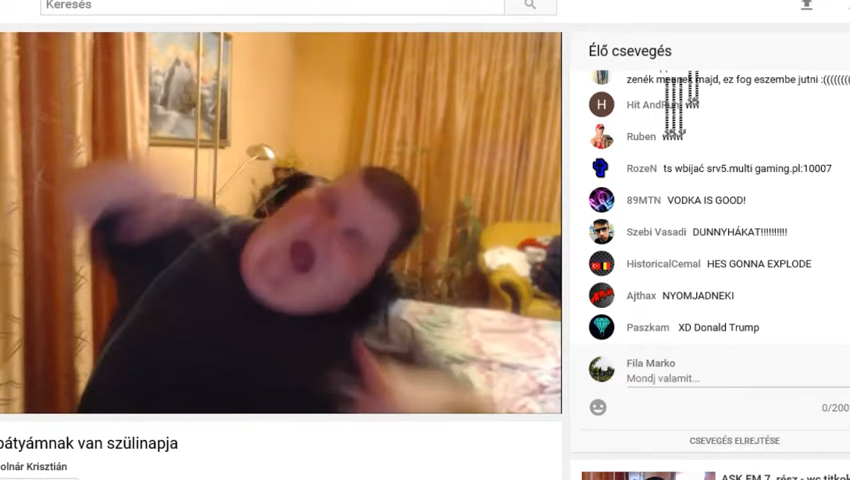 Keresés
Élő csevegés
zenék mennek majd, ez fog eszembe jutni :((((((((
Hit AndRun
Ruben
RozeN ts wbijać srv5.multi gaming.pl:10007
89MTN VODKA IS GOOD!
Szebi Vasadi DUNNYHÁKAT!!!!!!!!!!
HistoricalCemal HES GONNA EXPLODE
Ajthax NYOMJADNEKI
Paszkam XD Donald Trump
Fila Marko
Mondj valamit...
0/200
CSEVEGÉS ELREJTÉSE
bátyámnak van szülinapja
olnár Krisztián
ASK FM 7. rész - wc titkok